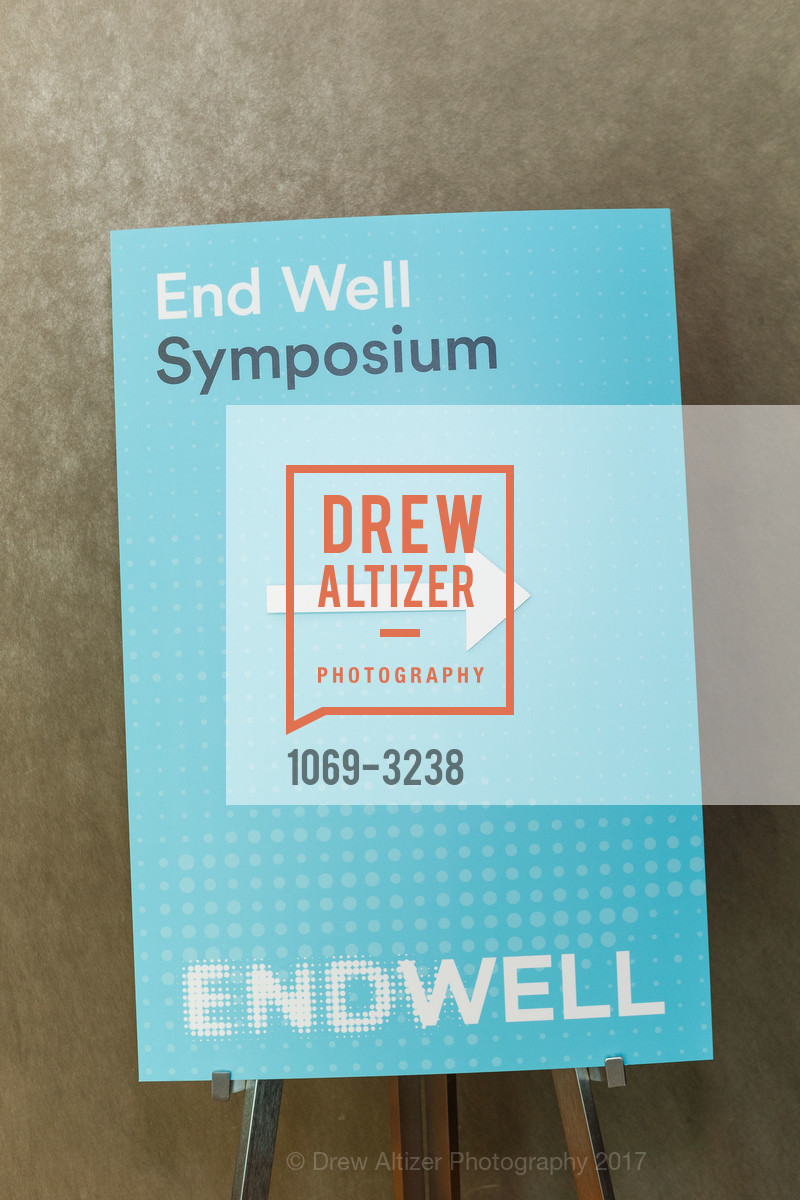 End Well
Symposium
DREW
ALTIZER
PHOTOGRAPHY
1069-3238
ENDWELL
© Drew Altizer Photography 2017